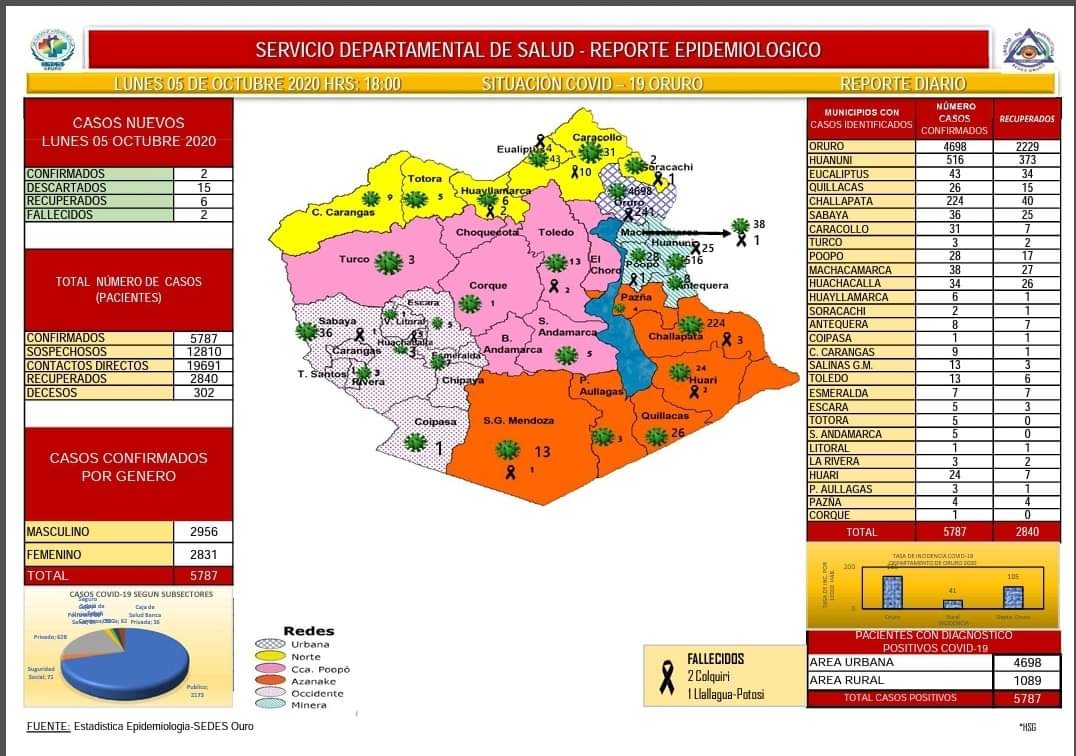 SERVICIO DEPARTAMENTAL DE SALUD - REPORTE EPIDEMIOLOGICO
LUNES 05 DE OCTUBRE 2020 HRS: 18:00 SITUACIÓN COVID – 19 ORURO REPORTE DIARIO
CASOS NUEVOS
LUNES 05 OCTUBRE 2020
CONFIRMADOS 2
DESCARTADOS 15
RECUPERADOS 6
FALLECIDOS 2
TOTAL NÚMERO DE CASOS
(PACIENTES)
CONFIRMADOS 5787
SOSPECHOSOS 12810
CONTACTOS DIRECTOS 19691
RECUPERADOS 2840
DECESOS 302
CASOS CONFIRMADOS
POR GENERO
MASCULINO 2956
FEMENINO 2831
TOTAL 5787
CASOS COVID-19 SEGUN SUBSECTORES
Caja de
Salud Banca
Privada; 36
Privado; 828
Suguridad
Social; 71
Publico;
2173
Caracollo
31
10
Eualiptus
4
43
2
Soracachi
1
4698
Oruro
241
Totora
5
Huayllamarca
6
2
C. Carangas
9
Choquecota
Toledo
13
2
Turco
3
El
Choro
Machacamarca
38
1
Huanuni
25
516
28
Poopó
1
8
Antequera
Corque
1
Pazña
4
Escara
1
Sabaya
36
1
V. Litoral
5
Huachacalla
3
Carangas
Esmeralda
7
T. Santos
1
3
Rivera
Chipaya
S.
Andamarca
5
B.
Andamarca
Challapata
224
3
24
Huari
2
P.
Aullagas
3
Quillacas
26
Coipasa
1
S.G. Mendoza
13
1
Redes
Urbana
Norte
Cca. Poopó
Azanake
Occidente
Minera
FALLECIDOS
2 Colquiri
1 Llallagua-Potosi
MUNICIPIOS CON
CASOS IDENTIFICADOS
NÚMERO
CASOS
CONFIRMADOS
RECUPERADOS
ORURO 4698 2229
HUANUNI 516 373
EUCALIPTUS 43 34
QUILLACAS 26 15
CHALLAPATA 224 40
SABAYA 36 25
CARACOLLO 31 7
TURCO 3 2
POOPO 28 17
MACHACAMARCA 38 27
HUACHACALLA 34 26
HUAYLLAMARCA 6 1
SORACACHI 2 1
ANTEQUERA 8 7
COIPASA 1 1
C. CARANGAS 9 1
SALINAS G.M. 13 3
TOLEDO 13 6
ESMERALDA 7 7
ESCARA 5 3
TOTORA 5 0
S. ANDAMARCA 5 0
LITORAL 1 1
LA RIVERA 3 2
HUARI 24 7
P. AULLAGAS 3 1
PAZÑA 4 4
CORQUE 1 0
TOTAL 5787 2840
TASA DE INCIDENCIA COVID-19
DEPARTAMENTO DE ORURO 2020
200
41
105
0
Oruro Rural Depto. Oruro
INCIDENCIA
PACIENTES CON DIAGNOSTICO
POSITIVOS COVID-19
AREA URBANA 4698
AREA RURAL 1089
TOTAL CASOS POSITIVOS 5787
FUENTE: Estadistica Epidemiologia-SEDES Ouro
*HSG